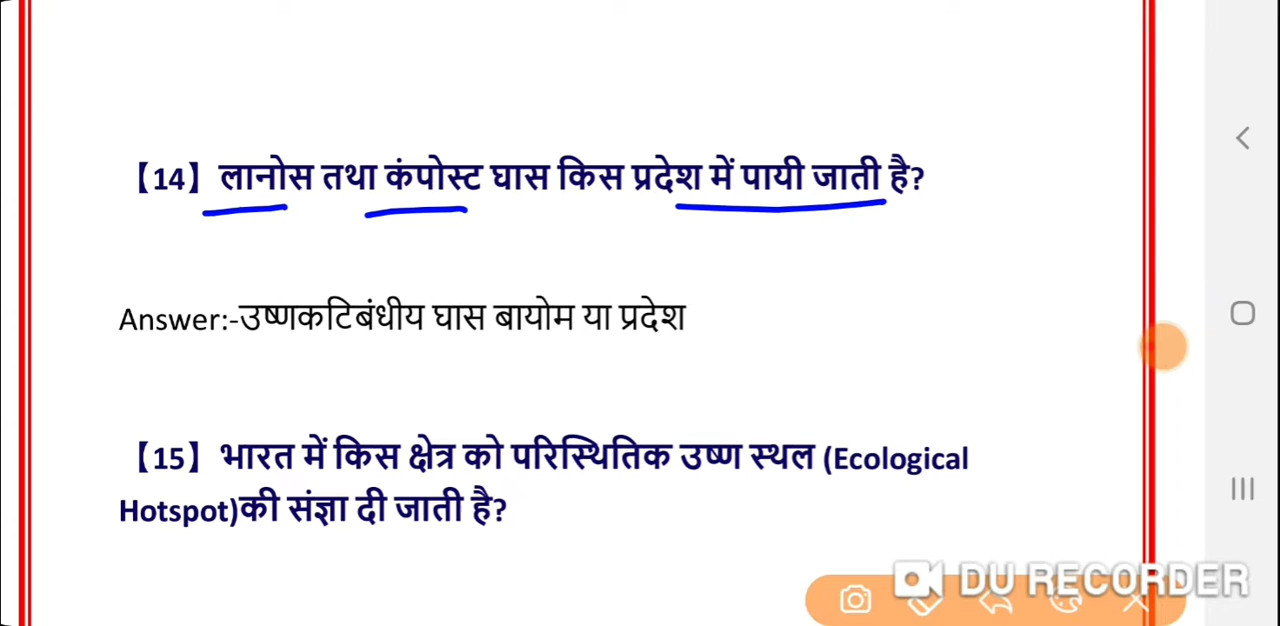 【14】लानोस तथा कंपोस्ट घास किस प्रदेश में पायी जाती है?
Answer:-उष्णकटिबंधीय घास बायोम या प्रदेश
【15】भारत में किस क्षेत्र को परिस्थितिक उष्ण स्थल (Ecological
Hotspot)की संज्ञा दी जाती है?
DU RECORDER